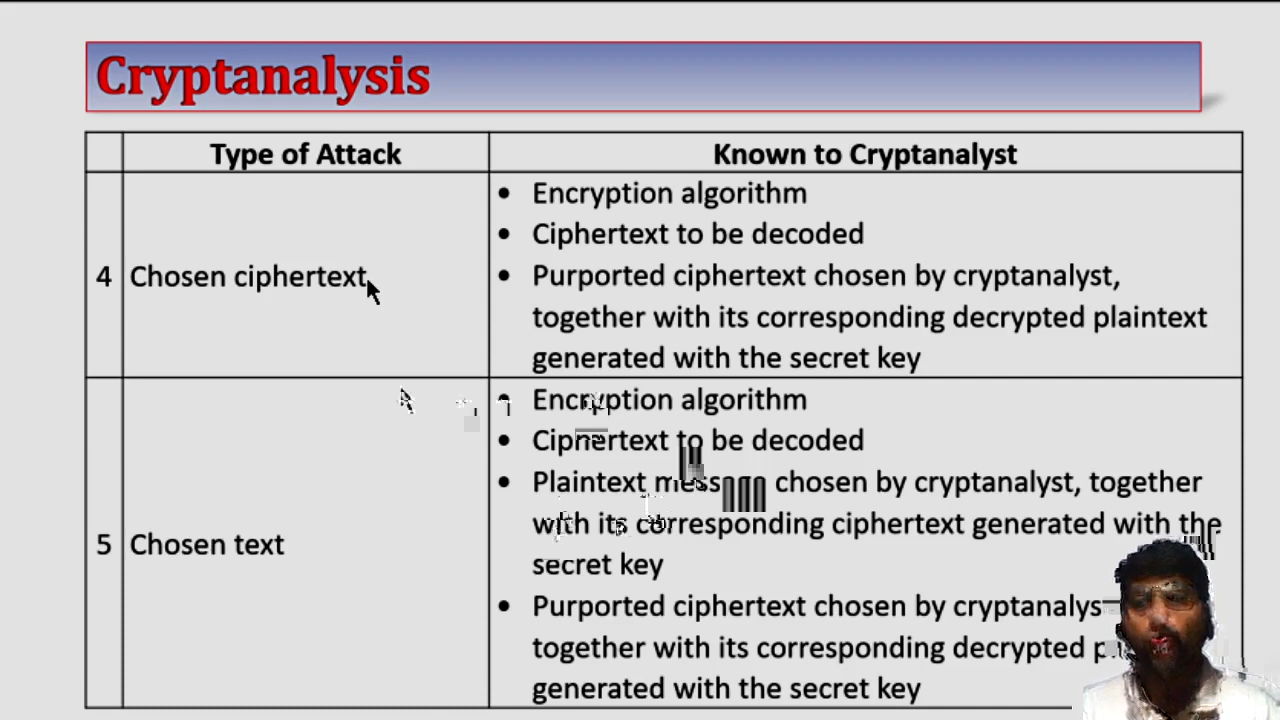 Cryptanalysis
Type of Attack
Known to Cryptanalyst
4
Chosen ciphertext
• Encryption algorithm
• Ciphertext to be decoded
• Purported ciphertext chosen by cryptanalyst,
together with its corresponding decrypted plaintext
generated with the secret key
5
Chosen text
• Encryption algorithm
• Ciphertext to be decoded
• Plaintext message chosen by cryptanalyst, together
with its corresponding ciphertext generated with the
secret key
• Purported ciphertext chosen by
together with its corresponding decrypted
generated with the secret key